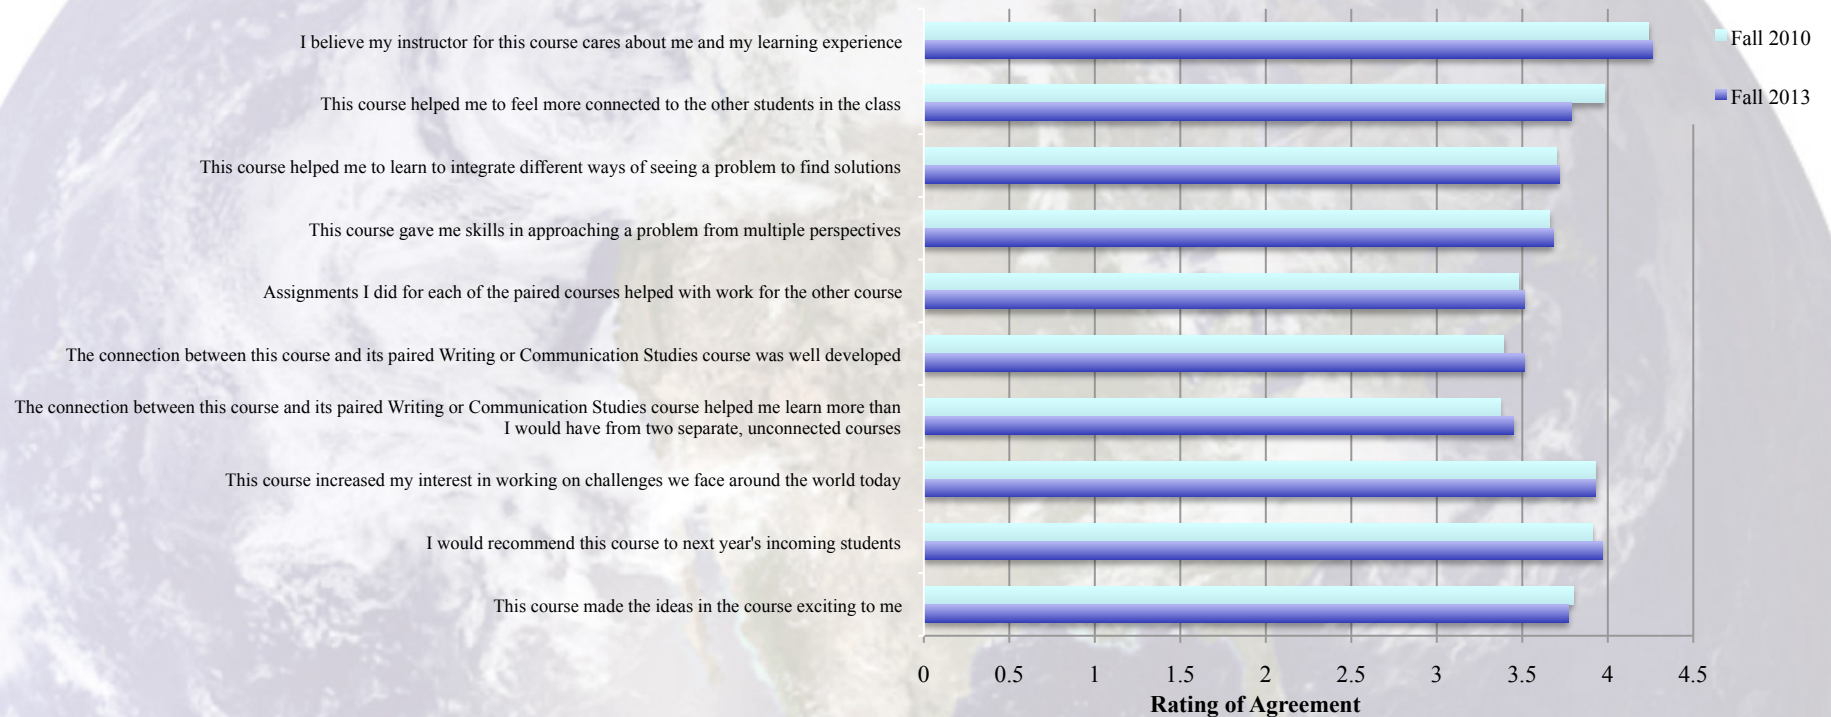 I believe my instructor for this course cares about me and my learning experience
This course helped me to feel more connected to the other students in the class
This course helped me to learn to integrate different ways of seeing a problem to find solutions
This course gave me skills in approaching a problem from multiple perspectives
Assignments I did for each of the paired courses helped with work for the other course
The connection between this course and its paired Writing or Communication Studies course was well developed
The connection between this course and its paired Writing or Communication Studies course helped me learn more than
I would have from two separate, unconnected courses
This course increased my interest in working on challenges we face around the world today
I would recommend this course to next year's incoming students
This course made the ideas in the course exciting to me
Fall 2010
Fall 2013
0 0.5 1 1.5 2 2.5 3 3.5 4 4.5
Rating of Agreement